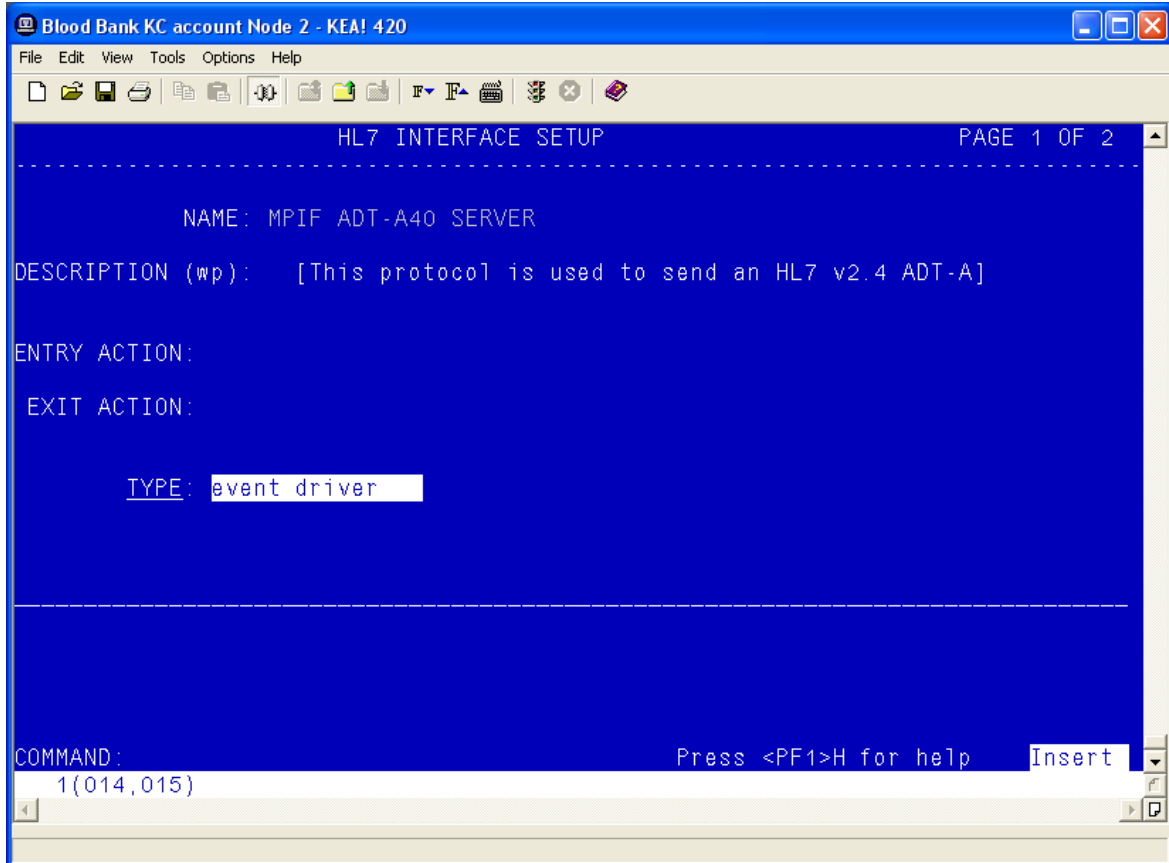 Blood Bank KC account Node 2 - KEA! 420
File Edit View Tools Options Help
HL7 INTERFACE SETUP PAGE 1 OF 2
NAME: MPIF ADT-A40 SERVER
DESCRIPTION (wp): [This protocol is used to send an HL7 v2.4 ADT-A]
ENTRY ACTION:
EXIT ACTION:
TYPE: event driver
COMMAND: Press <PF1>H for help Insert
1(014,015)